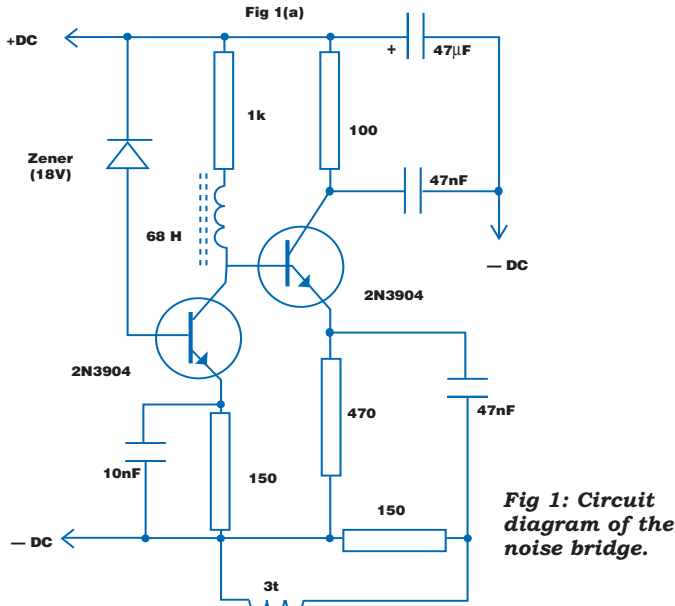 Fig 1(a)
+DC
+
47µF
1k
100
Zener
(18V)
47nF
68 H
— DC
2N3904
2N3904
470
47nF
10nF
150
150
Fig 1: Circuit
diagram of the
noise bridge.
— DC
3t